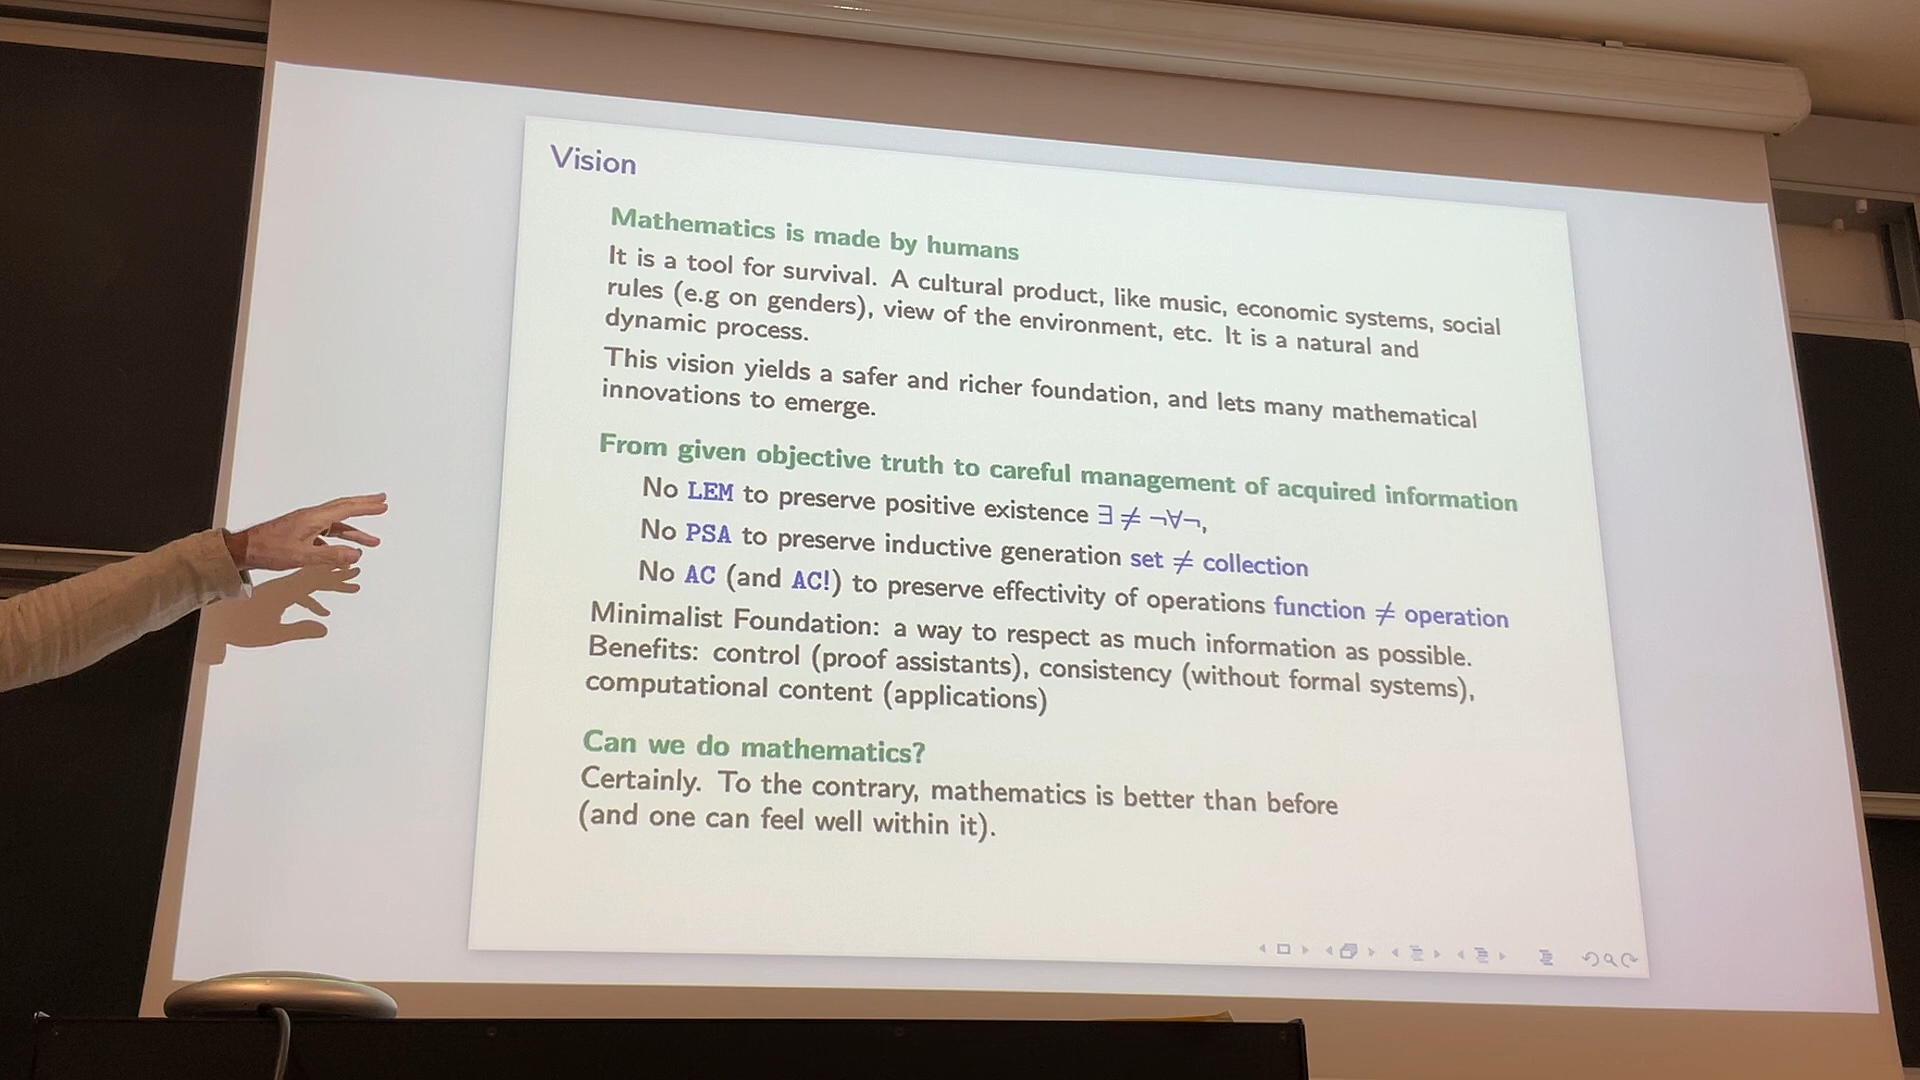 Vision
Mathematics is made by humans
It is a tool for survival. A cultural product, like music, economic systems, social
rules (e.g on genders), view of the environment, etc. It is a natural and
dynamic process.
This vision yields a safer and richer foundation, and lets many mathematical
innovations to emerge.
From given objective truth to careful management of acquired information
No LEM to preserve positive existence ∃ ≠ ¬∀¬,
No PSA to preserve inductive generation set ≠ collection
No AC (and AC!) to preserve effectivity of operations function ≠ operation
Minimalist Foundation: a way to respect as much information as possible.
Benefits: control (proof assistants), consistency (without formal systems),
computational content (applications)
Can we do mathematics?
Certainly. To the contrary, mathematics is better than before
(and one can feel well within it).